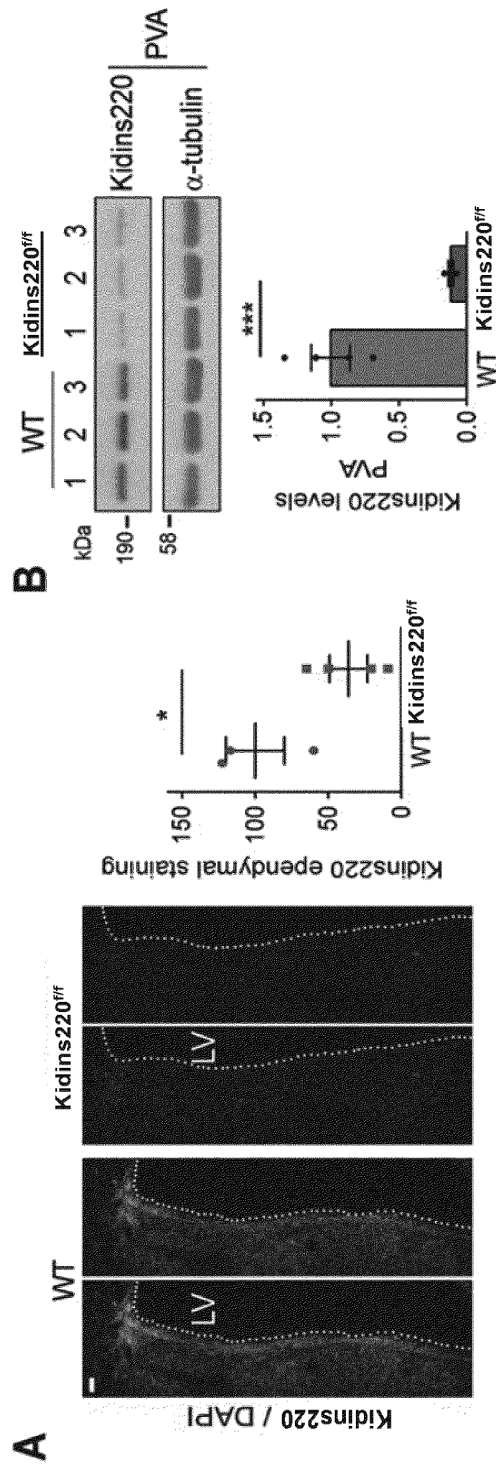 A
WT
Kidins220f/f
Kidins220 / DAPI
LV
LV
Kidins220 ependymal staining
150
100
50
0
*
WT Kidins220f/f
B
WT
Kidins220f/f
kDa
1 2 3 1 2 3
190
Kidins220
58
α-tubulin
PVA
Kidins220 levels
PVA
1.5
1.0
0.5
0.0
***
WT
Kidins220f/f